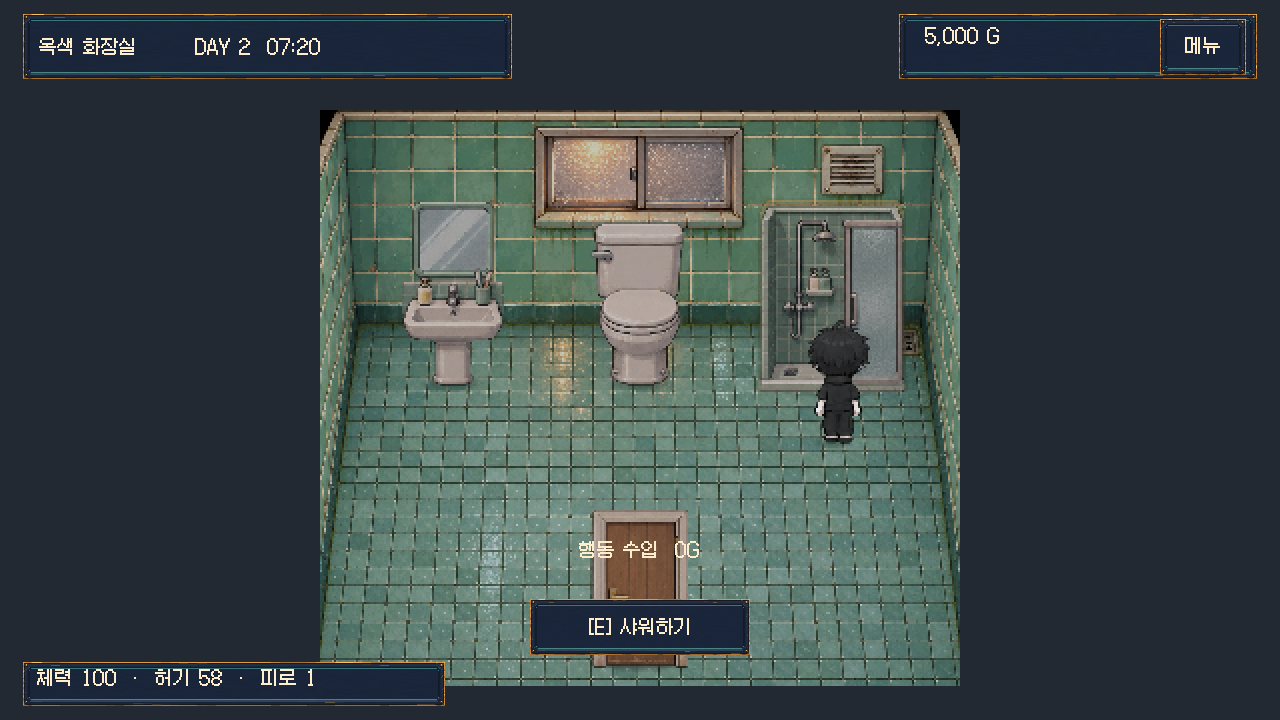 옥색 화장실 DAY 2 07:20
5,000 G
메뉴
행동 수입 0G
[E] 샤워하기
체력 100 · 허기 58 · 피로 1